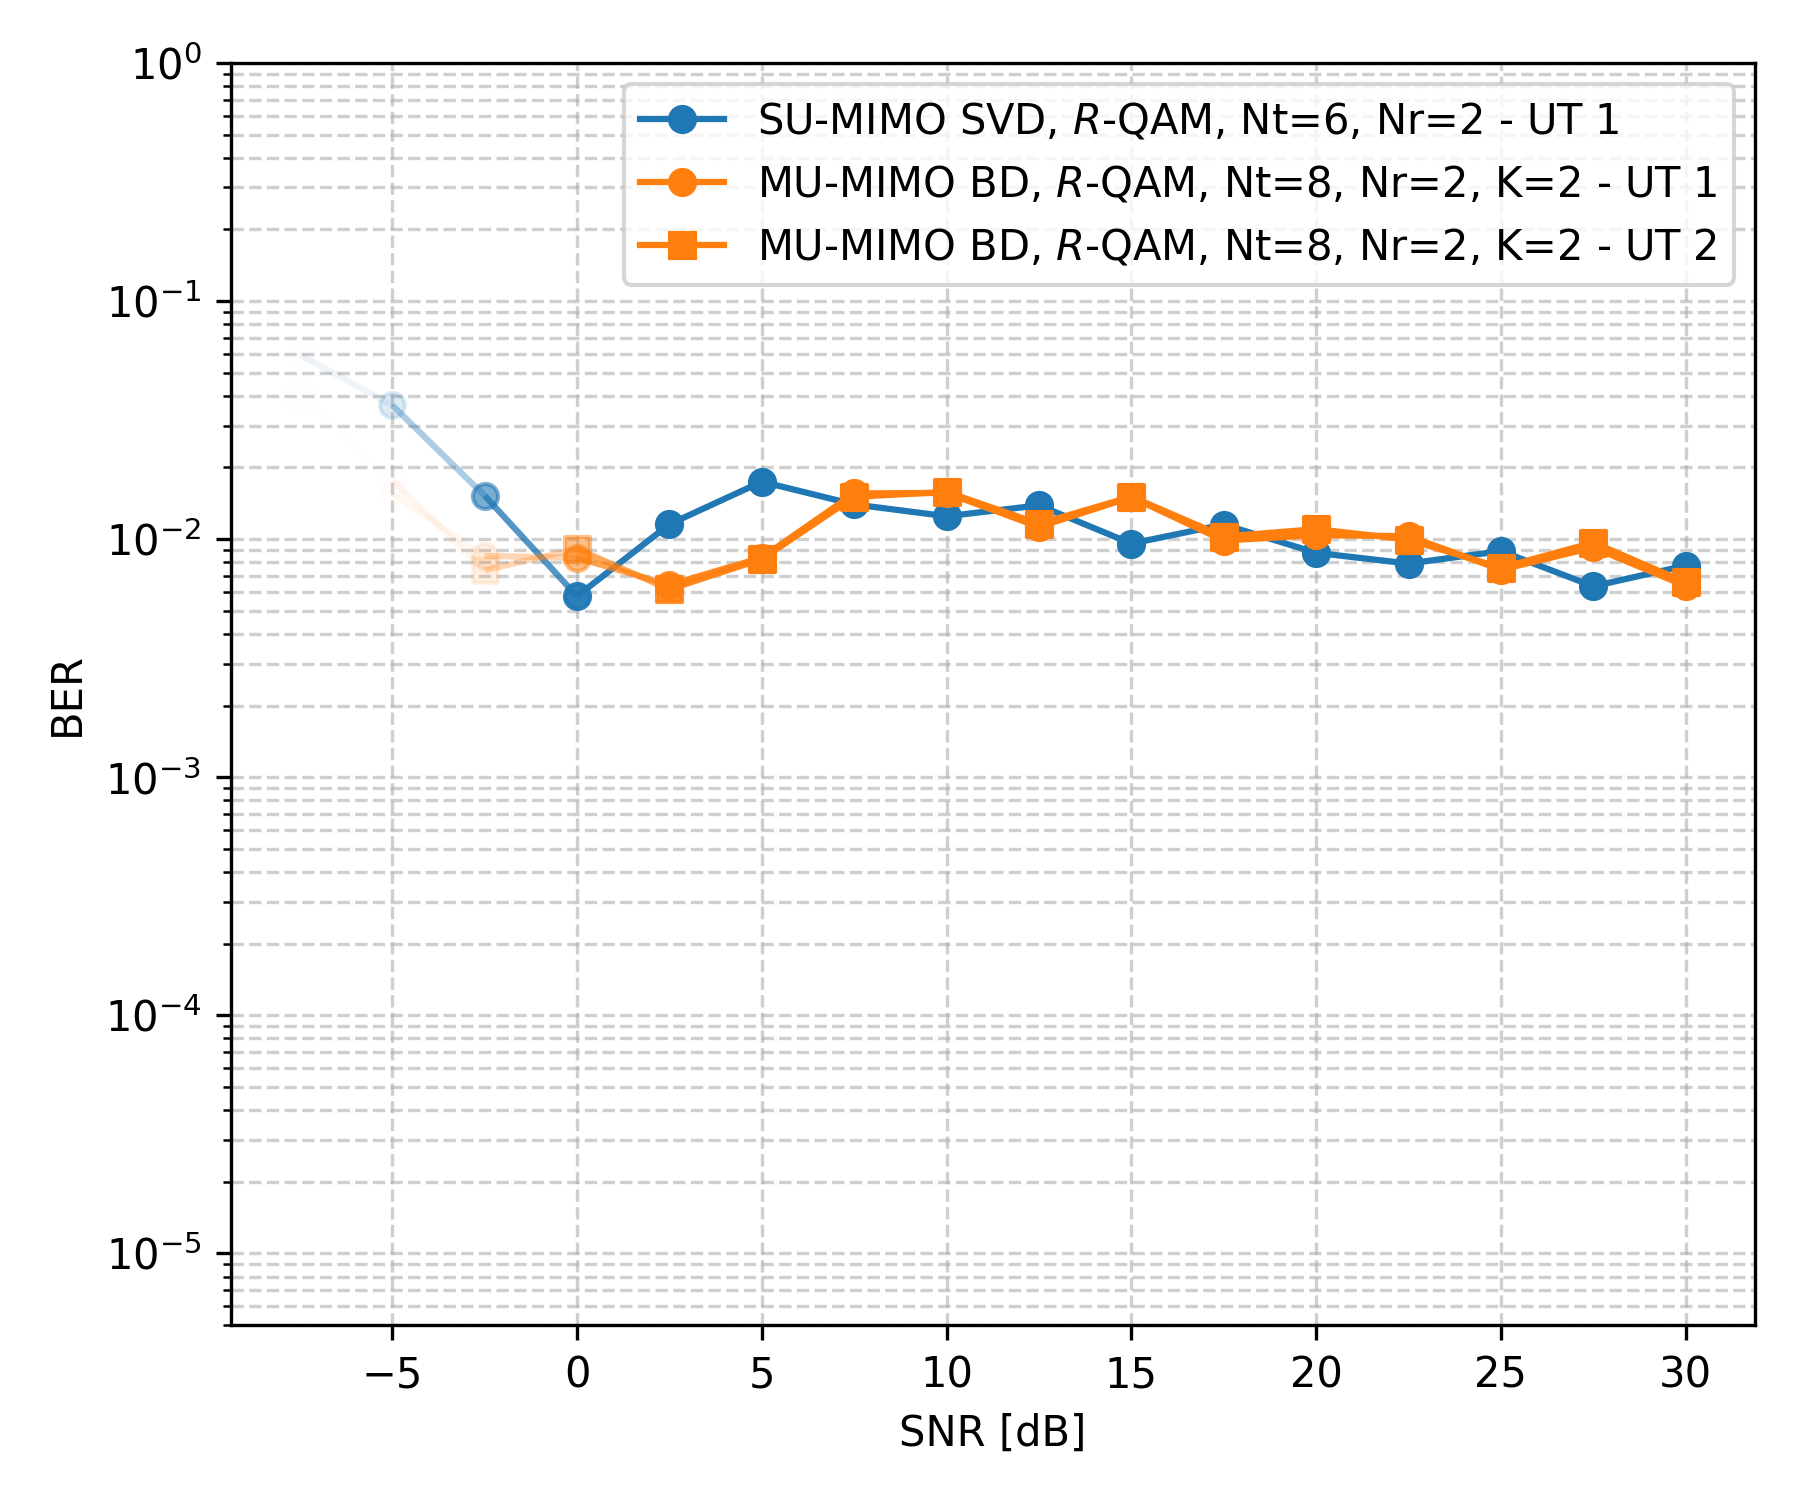 10⁰
10⁻¹
10⁻²
10⁻³
10⁻⁴
10⁻⁵
BER
SU-MIMO SVD, R-QAM, Nt=6, Nr=2 - UT 1
MU-MIMO BD, R-QAM, Nt=8, Nr=2, K=2 - UT 1
MU-MIMO BD, R-QAM, Nt=8, Nr=2, K=2 - UT 2
−5 0 5 10 15 20 25 30
SNR [dB]